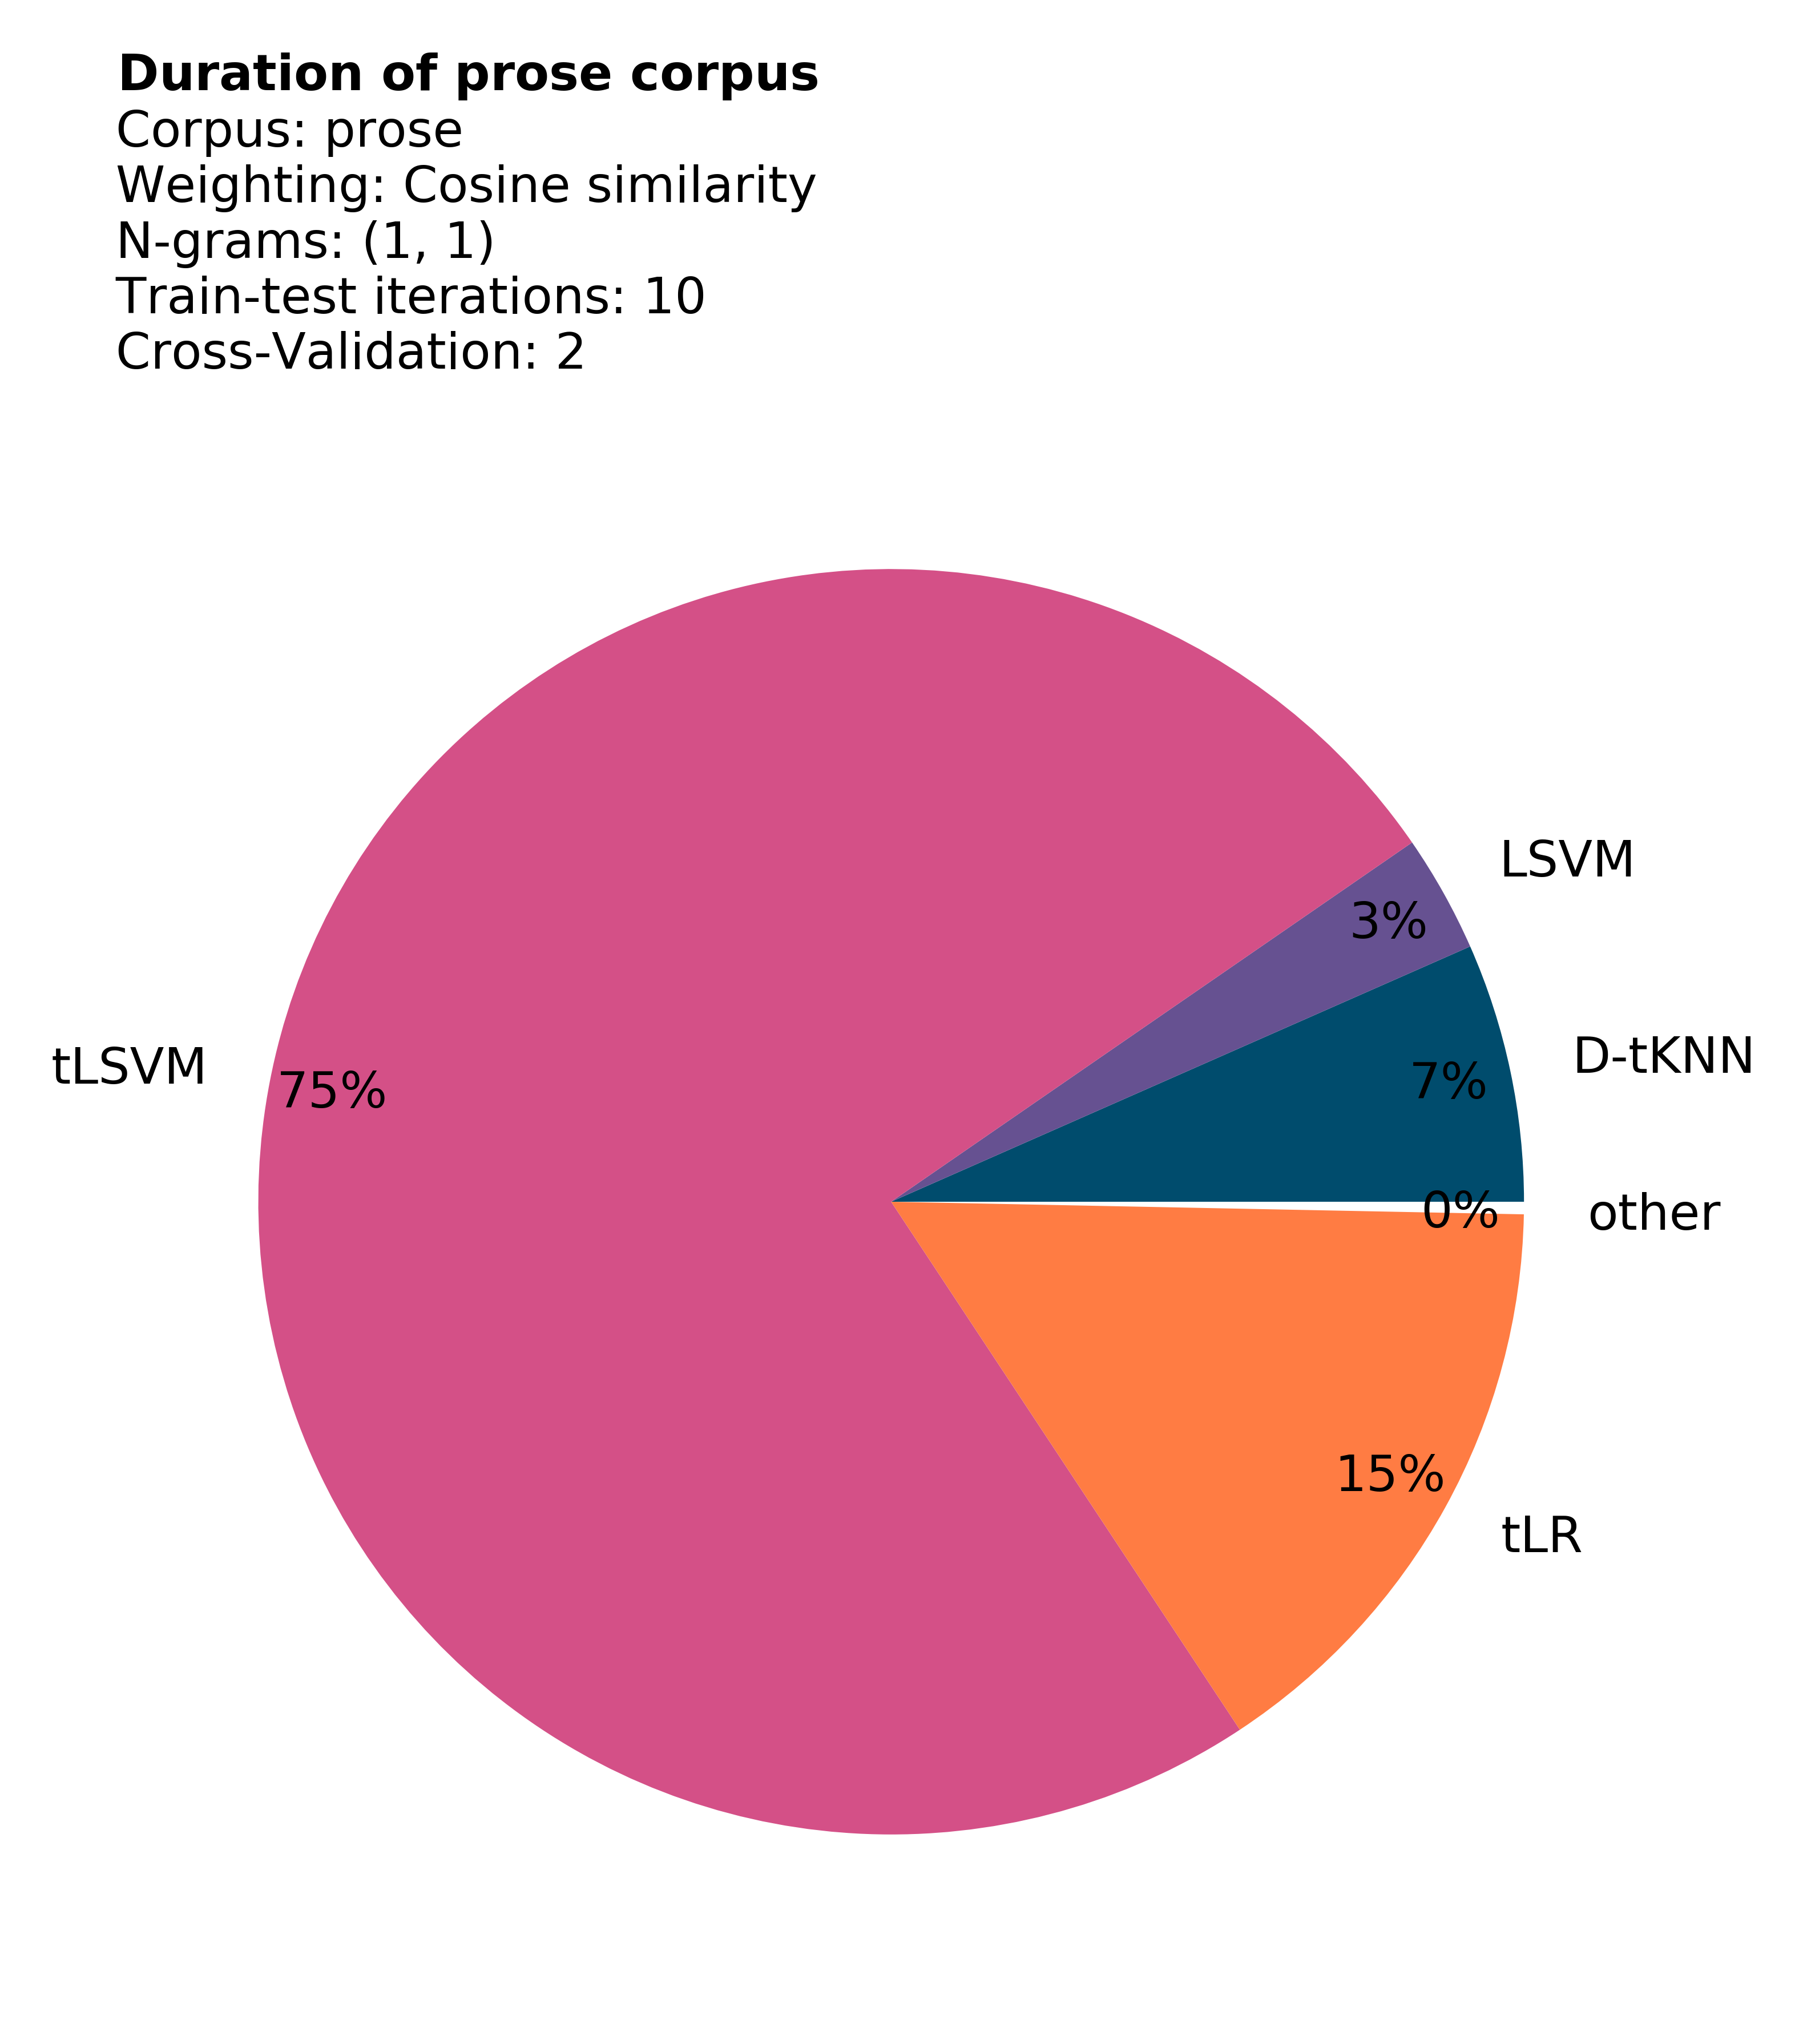 Duration of prose corpus
Corpus: prose
Weighting: Cosine similarity
N-grams: (1, 1)
Train-test iterations: 10
Cross-Validation: 2
LSVM
3%
D-tKNN
7%
tLSVM
75%
0%
other
15%
tLR